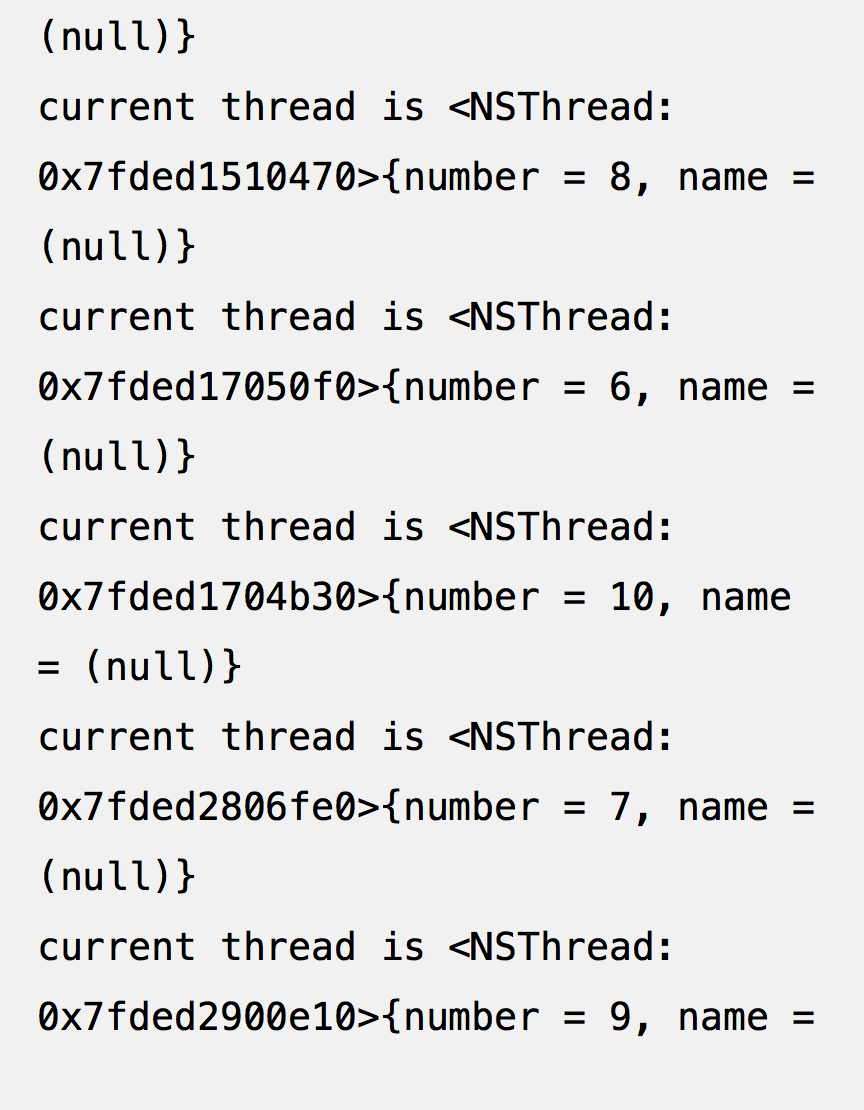 (null)}
current thread is <NSThread:
0x7fded1510470>{number = 8, name =
(null)}
current thread is <NSThread:
0x7fded17050f0>{number = 6, name =
(null)}
current thread is <NSThread:
0x7fded1704b30>{number = 10, name
= (null)}
current thread is <NSThread:
0x7fded2806fe0>{number = 7, name =
(null)}
current thread is <NSThread:
0x7fded2900e10>{number = 9, name =